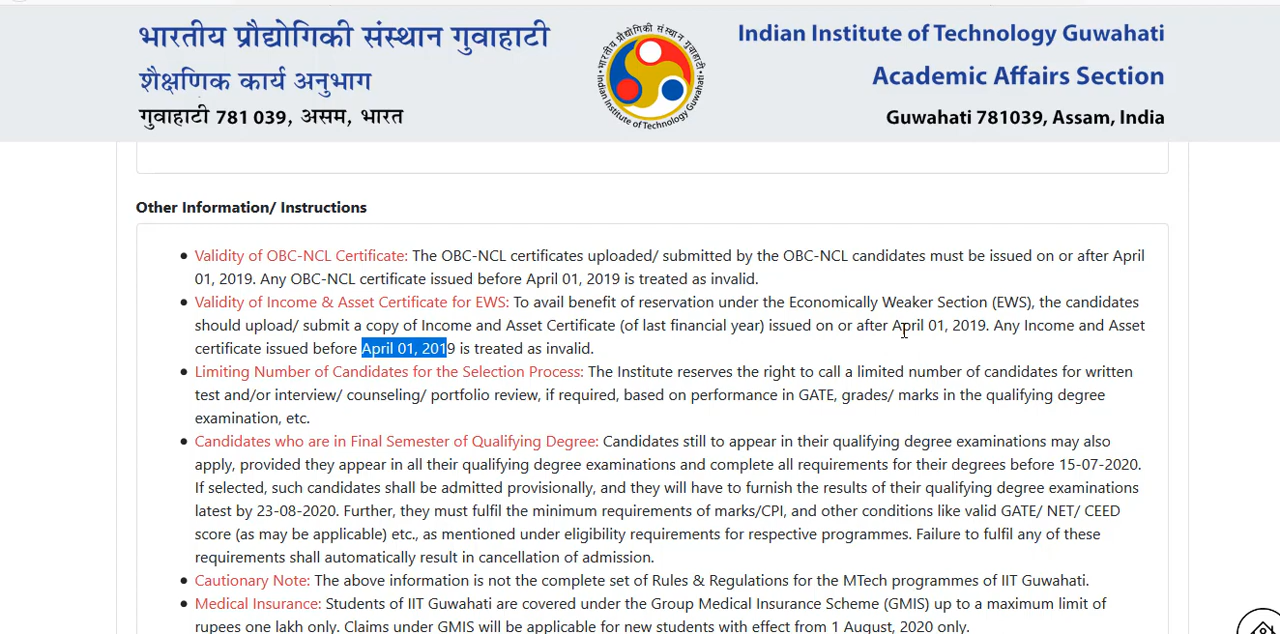 भारतीय प्रौद्योगिकी संस्थान गुवाहाटी
शैक्षणिक कार्य अनुभाग
गुवाहाटी 781 039, असम, भारत
भारतीय प्रौद्योगिकी संस्थान गुवाहाटी
Indian Institute of Technology Guwahati
Indian Institute of Technology Guwahati
Academic Affairs Section
Guwahati 781039, Assam, India
Other Information/ Instructions
• Validity of OBC-NCL Certificate: The OBC-NCL certificates uploaded/ submitted by the OBC-NCL candidates must be issued on or after April
01, 2019. Any OBC-NCL certificate issued before April 01, 2019 is treated as invalid.
• Validity of Income & Asset Certificate for EWS: To avail benefit of reservation under the Economically Weaker Section (EWS), the candidates
should upload/ submit a copy of Income and Asset Certificate (of last financial year) issued on or after April 01, 2019. Any Income and Asset
certificate issued before April 01, 2019 is treated as invalid.
• Limiting Number of Candidates for the Selection Process: The Institute reserves the right to call a limited number of candidates for written
test and/or interview/ counseling/ portfolio review, if required, based on performance in GATE, grades/ marks in the qualifying degree
examination, etc.
• Candidates who are in Final Semester of Qualifying Degree: Candidates still to appear in their qualifying degree examinations may also
apply, provided they appear in all their qualifying degree examinations and complete all requirements for their degrees before 15-07-2020.
If selected, such candidates shall be admitted provisionally, and they will have to furnish the results of their qualifying degree examinations
latest by 23-08-2020. Further, they must fulfil the minimum requirements of marks/CPI, and other conditions like valid GATE/ NET/ CEED
score (as may be applicable) etc., as mentioned under eligibility requirements for respective programmes. Failure to fulfil any of these
requirements shall automatically result in cancellation of admission.
• Cautionary Note: The above information is not the complete set of Rules & Regulations for the MTech programmes of IIT Guwahati.
• Medical Insurance: Students of IIT Guwahati are covered under the Group Medical Insurance Scheme (GMIS) up to a maximum limit of
rupees one lakh only. Claims under GMIS will be applicable for new students with effect from 1 August, 2020 only.